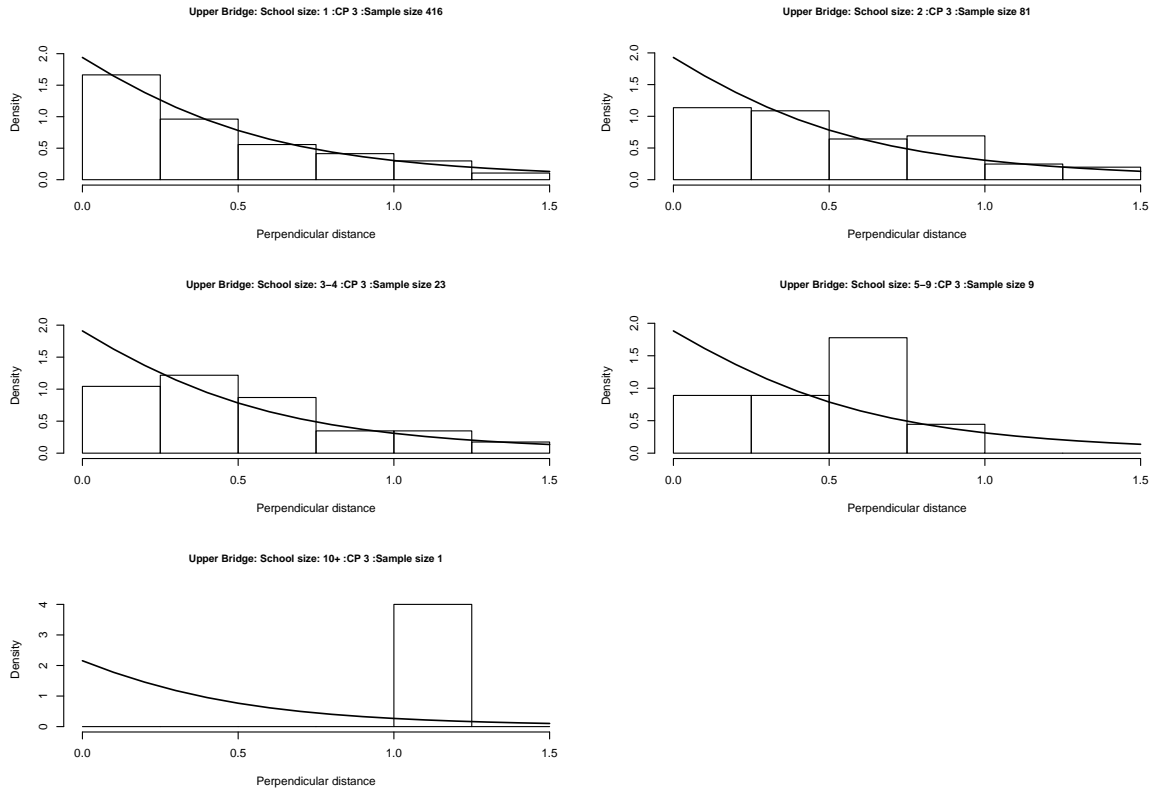 Upper Bridge: School size: 1 :CP 3 :Sample size 416
Density
0.0 0.5 1.0 1.5 2.0
0.0 0.5 1.0 1.5
Perpendicular distance
Upper Bridge: School size: 2 :CP 3 :Sample size 81
Density
0.0 0.5 1.0 1.5 2.0
0.0 0.5 1.0 1.5
Perpendicular distance
Upper Bridge: School size: 3–4 :CP 3 :Sample size 23
Density
0.0 0.5 1.0 1.5 2.0
0.0 0.5 1.0 1.5
Perpendicular distance
Upper Bridge: School size: 5–9 :CP 3 :Sample size 9
Density
0.0 0.5 1.0 1.5 2.0
0.0 0.5 1.0 1.5
Perpendicular distance
Upper Bridge: School size: 10+ :CP 3 :Sample size 1
Density
0 1 2 3 4
0.0 0.5 1.0 1.5
Perpendicular distance